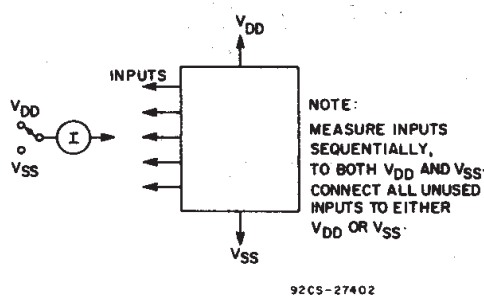 VDD
INPUTS
VDD
I
VSS
NOTE:
MEASURE INPUTS
SEQUENTIALLY,
TO BOTH VDD AND VSS.
CONNECT ALL UNUSED
INPUTS TO EITHER
VDD OR VSS.
VSS
92CS-27402